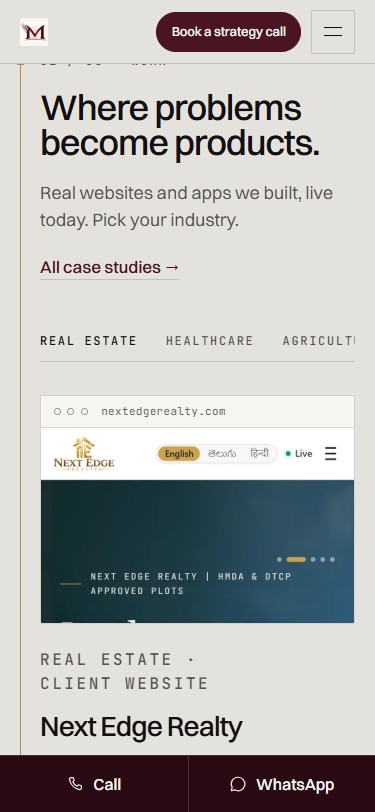 M
Book a strategy call
Where problems
become products.
Real websites and apps we built, live
today. Pick your industry.
All case studies →
REAL ESTATE HEALTHCARE AGRICULTU
nextedgerealty.com
NEXT EDGE
REALTY
English తెలుగు हिन्दी Live
NEXT EDGE REALTY | HMDA & DTCP
APPROVED PLOTS
REAL ESTATE ·
CLIENT WEBSITE
Next Edge Realty
Call WhatsApp